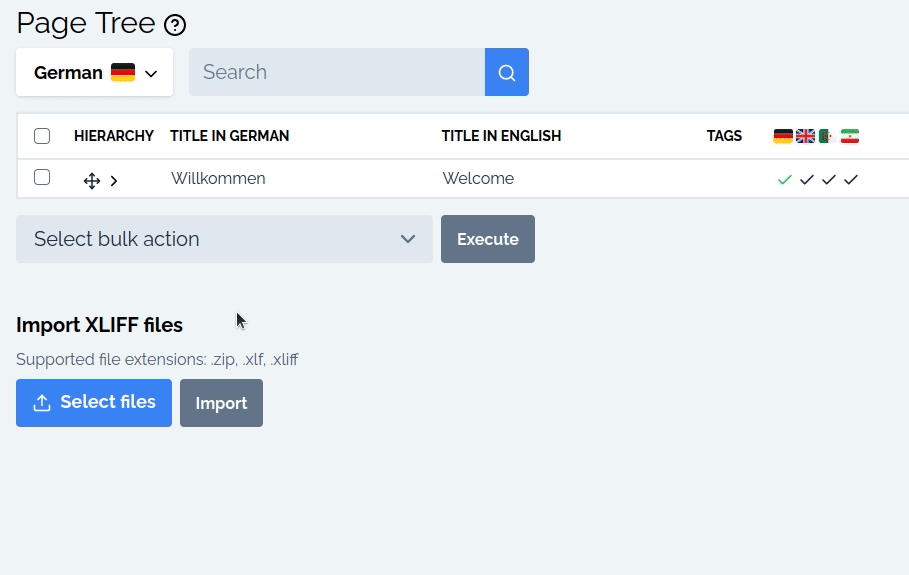 Page Tree
German
Search
HIERARCHY TITLE IN GERMAN TITLE IN ENGLISH TAGS
Willkommen Welcome
Select bulk action Execute
Import XLIFF files
Supported file extensions: .zip, .xlf, .xliff
Select files Import